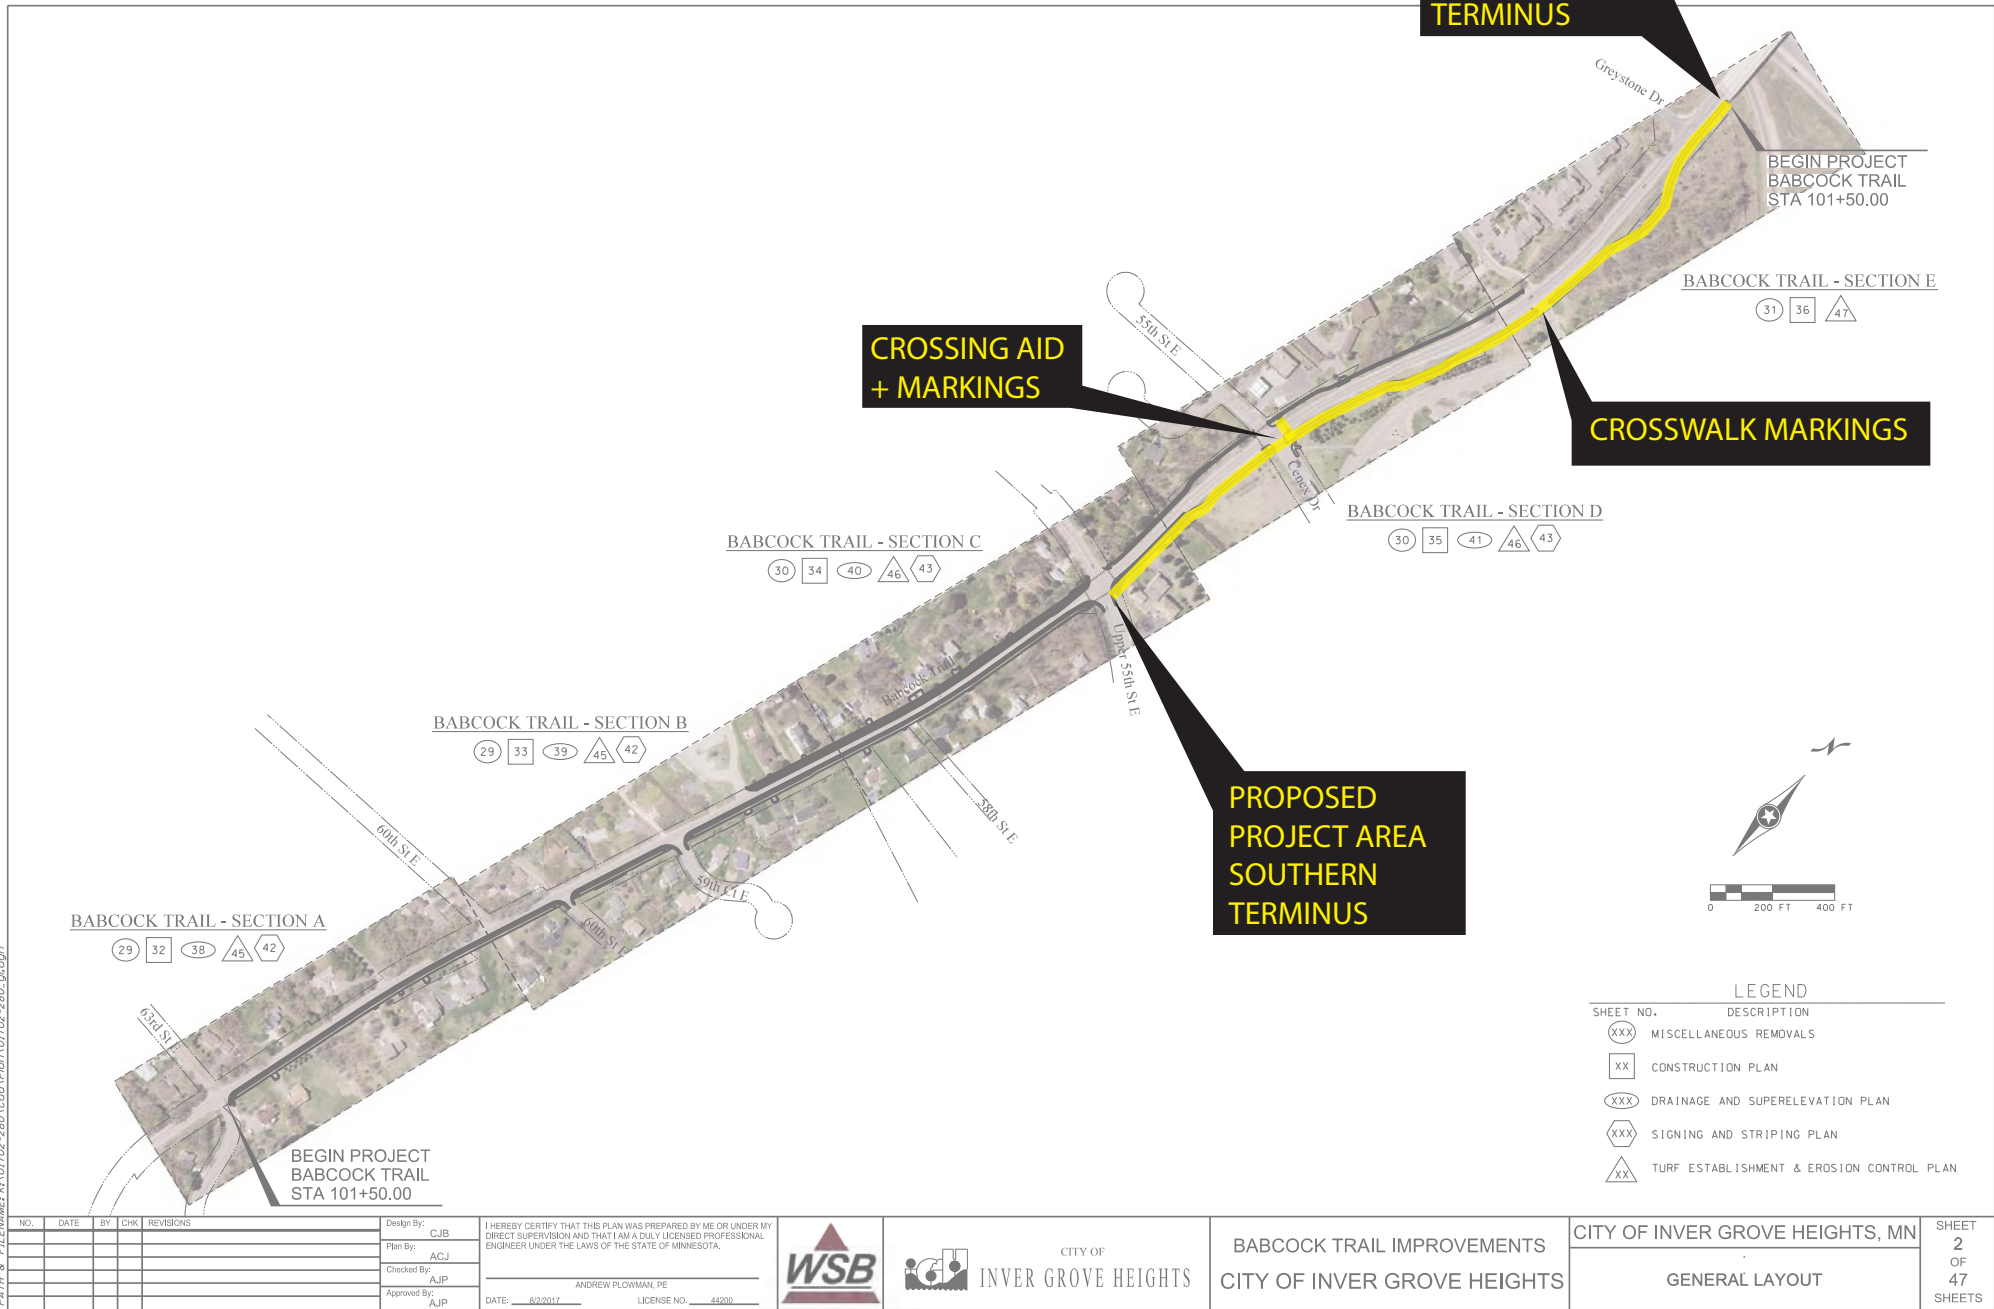 TERMINUS
Greystone Dr
BEGIN PROJECT
BABCOCK TRAIL
STA 101+50.00
BABCOCK TRAIL - SECTION E
31 36 47
55th St E
CROSSING AID
+ MARKINGS
CROSSWALK MARKINGS
Cenex Dr
BABCOCK TRAIL - SECTION D
30 35 41 46 43
BABCOCK TRAIL - SECTION C
30 34 40 46 43
Upper 55th St E
Babcock Trail
BABCOCK TRAIL - SECTION B
29 33 39 45 42
58th St E
PROPOSED
PROJECT AREA
SOUTHERN
TERMINUS
60th St E
59th Ct E
60th St E
BABCOCK TRAIL - SECTION A
29 32 38 45 42
63rd St E
0 200 FT 400 FT
BEGIN PROJECT
BABCOCK TRAIL
STA 101+50.00
LEGEND
SHEET NO. DESCRIPTION
XXX MISCELLANEOUS REMOVALS
XX CONSTRUCTION PLAN
XXX DRAINAGE AND SUPERELEVATION PLAN
XXX SIGNING AND STRIPING PLAN
XX TURF ESTABLISHMENT & EROSION CONTROL PLAN
NO. DATE BY CHK REVISIONS
Design By:
CJB
Plan By:
ACJ
Checked By:
AJP
Approved By:
AJP
I HEREBY CERTIFY THAT THIS PLAN WAS PREPARED BY ME OR UNDER MY
DIRECT SUPERVISION AND THAT I AM A DULY LICENSED PROFESSIONAL
ENGINEER UNDER THE LAWS OF THE STATE OF MINNESOTA.
ANDREW PLOWMAN, PE
DATE: 8/2/2017 LICENSE NO. 44200
WSB
CITY OF
INVER GROVE HEIGHTS
BABCOCK TRAIL IMPROVEMENTS
CITY OF INVER GROVE HEIGHTS
CITY OF INVER GROVE HEIGHTS, MN
GENERAL LAYOUT
SHEET
2
OF
47
SHEETS